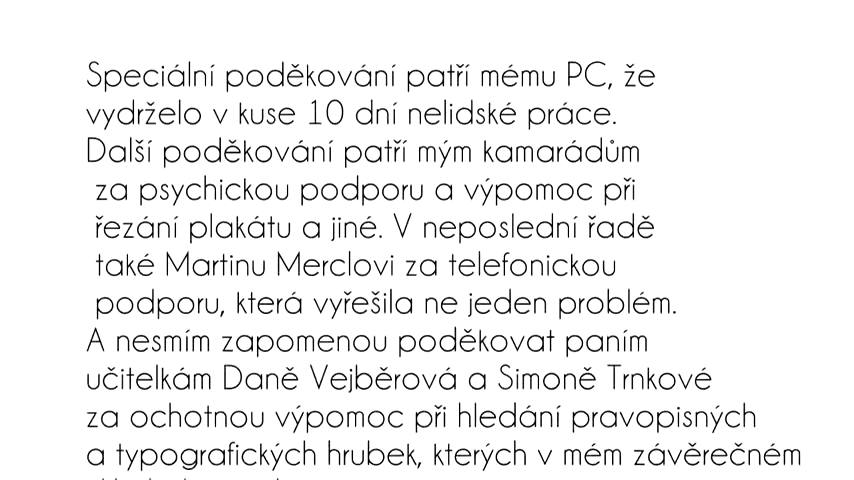 Speciální poděkování patří mému PC, že
vydrželo v kuse 10 dní nelidské práce.
Další poděkování patří mým kamarádům
za psychickou podporu a výpomoc při
řezání plakátu a jiné. V neposlední řadě
také Martinu Merclovi za telefonickou
podporu, která vyřešila ne jeden problém.
A nesmím zapomenou poděkovat paním
učitelkám Daně Vejběrová a Simoně Trnkové
za ochotnou výpomoc při hledání pravopisných
a typografických hrubek, kterých v mém závěrečném